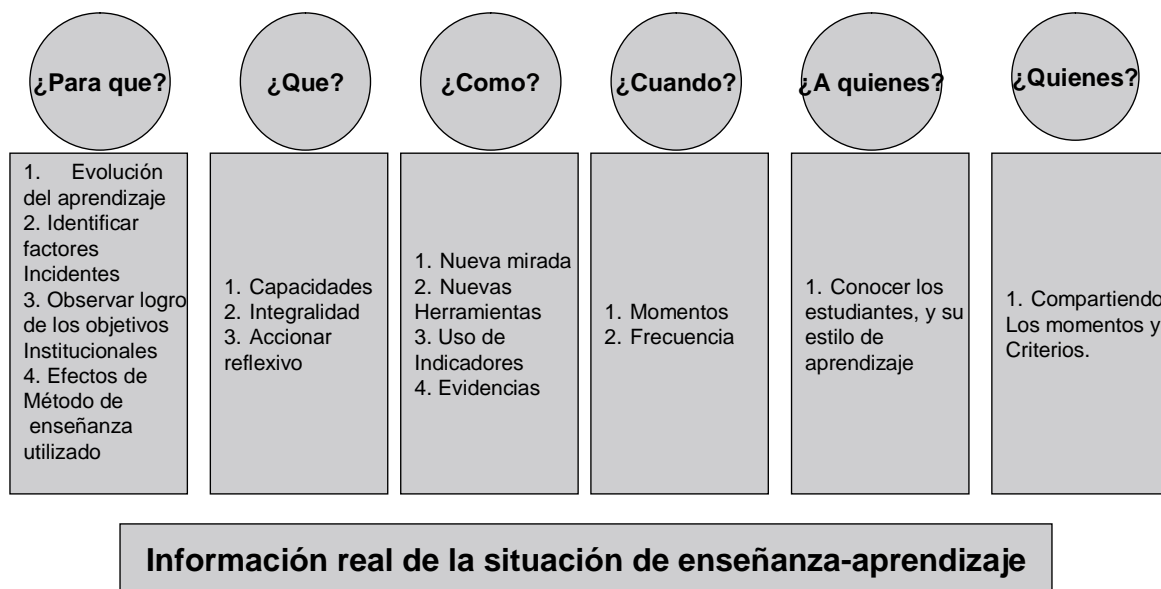 ¿Para que?
¿Que?
¿Como?
¿Cuando?
¿A quienes?
¿Quienes?
1. Evolución
del aprendizaje
2. Identificar
factores
Incidentes
3. Observar logro
de los objetivos
Institucionales
4. Efectos de
Método de
enseñanza
utilizado
1. Capacidades
2. Integralidad
3. Accionar
reflexivo
1. Nueva mirada
2. Nuevas
Herramientas
3. Uso de
Indicadores
4. Evidencias
1. Momentos
2. Frecuencia
1. Conocer los
estudiantes, y su
estilo de
aprendizaje
1. Compartiendo
Los momentos y
Criterios.
Información real de la situación de enseñanza-aprendizaje